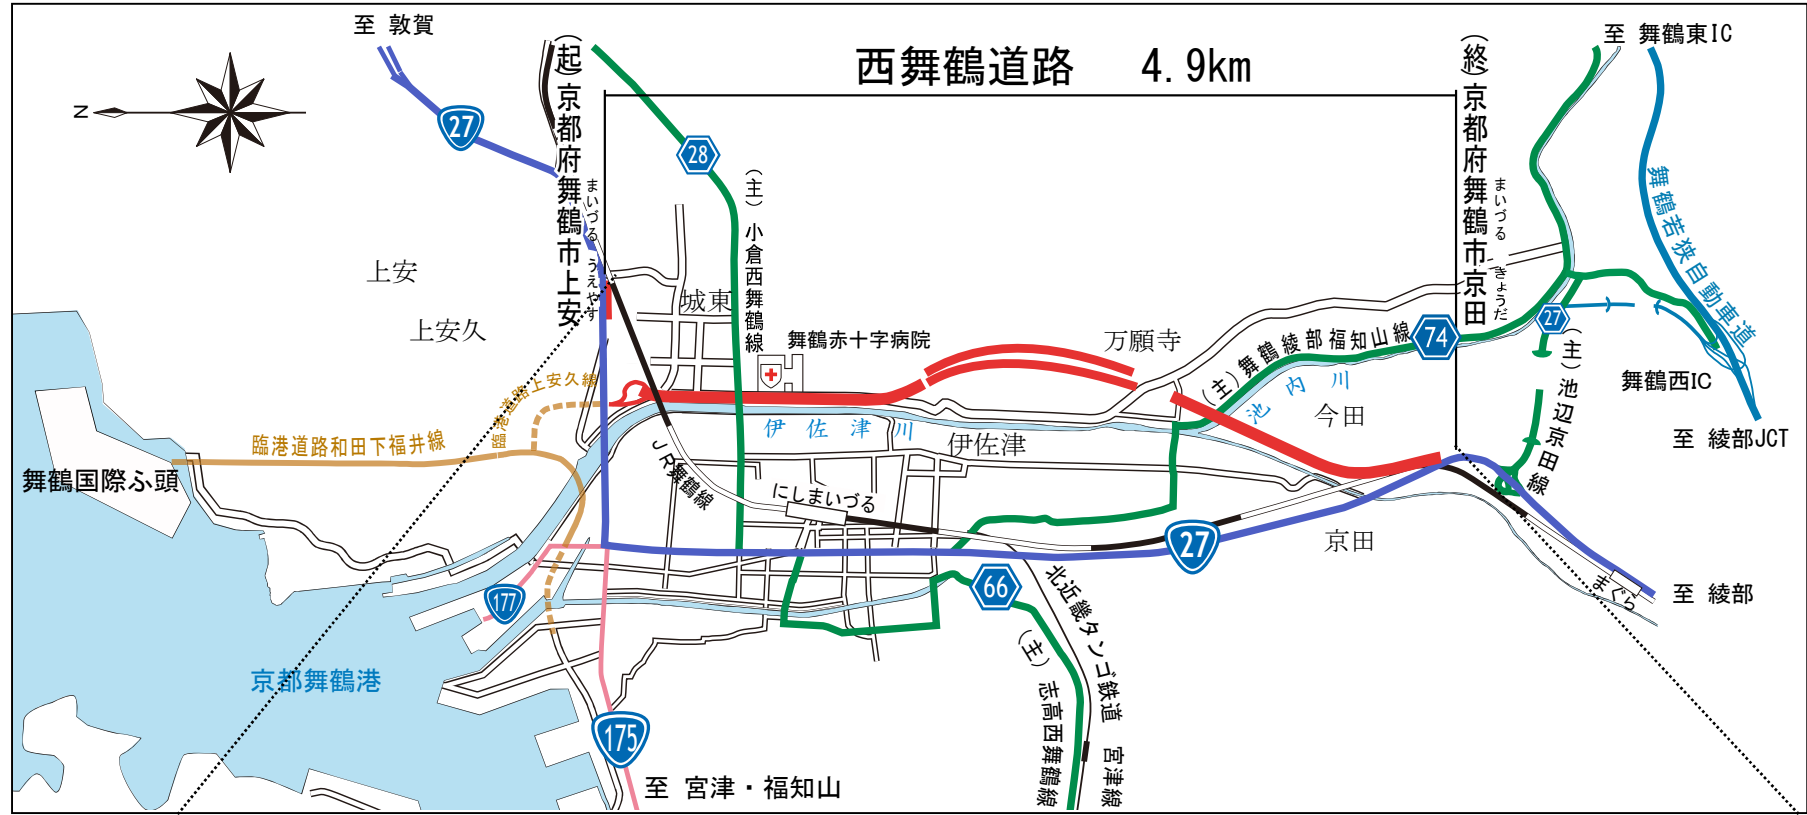 至 敦賀
27
N
(起)京都府舞鶴市上安
まいづる うえやす
西舞鶴道路 4.9km
(終)京都府舞鶴市京田
まいづる きょうだ
至 舞鶴東IC
28
(主)小倉西舞鶴線
舞鶴若狭自動車道
上安
上安久
城東
舞鶴赤十字病院
万願寺
(主)舞鶴綾部福知山線
74
27
(主)池辺京田線
舞鶴西IC
至 綾部JCT
池内川
今田
臨港道路上安久線
臨港道路和田下福井線
伊佐津川
伊佐津
JR舞鶴線
にしまいづる
舞鶴国際ふ頭
27
京田
177
66
北近畿タンゴ鉄道 宮津線
(主)志高西舞鶴線
まぐら
至 綾部
京都舞鶴港
175
至 宮津・福知山